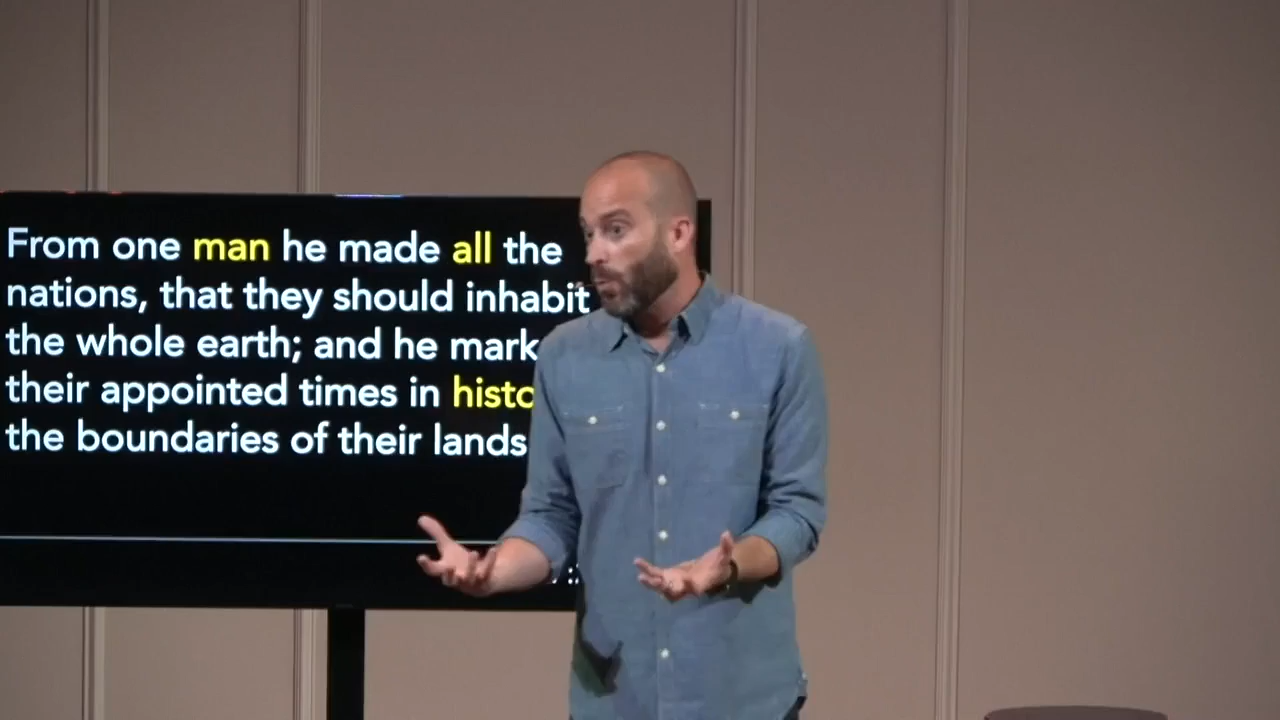 From one man he made all the
nations, that they should inhabit
the whole earth; and he mark
their appointed times in histo
the boundaries of their lands